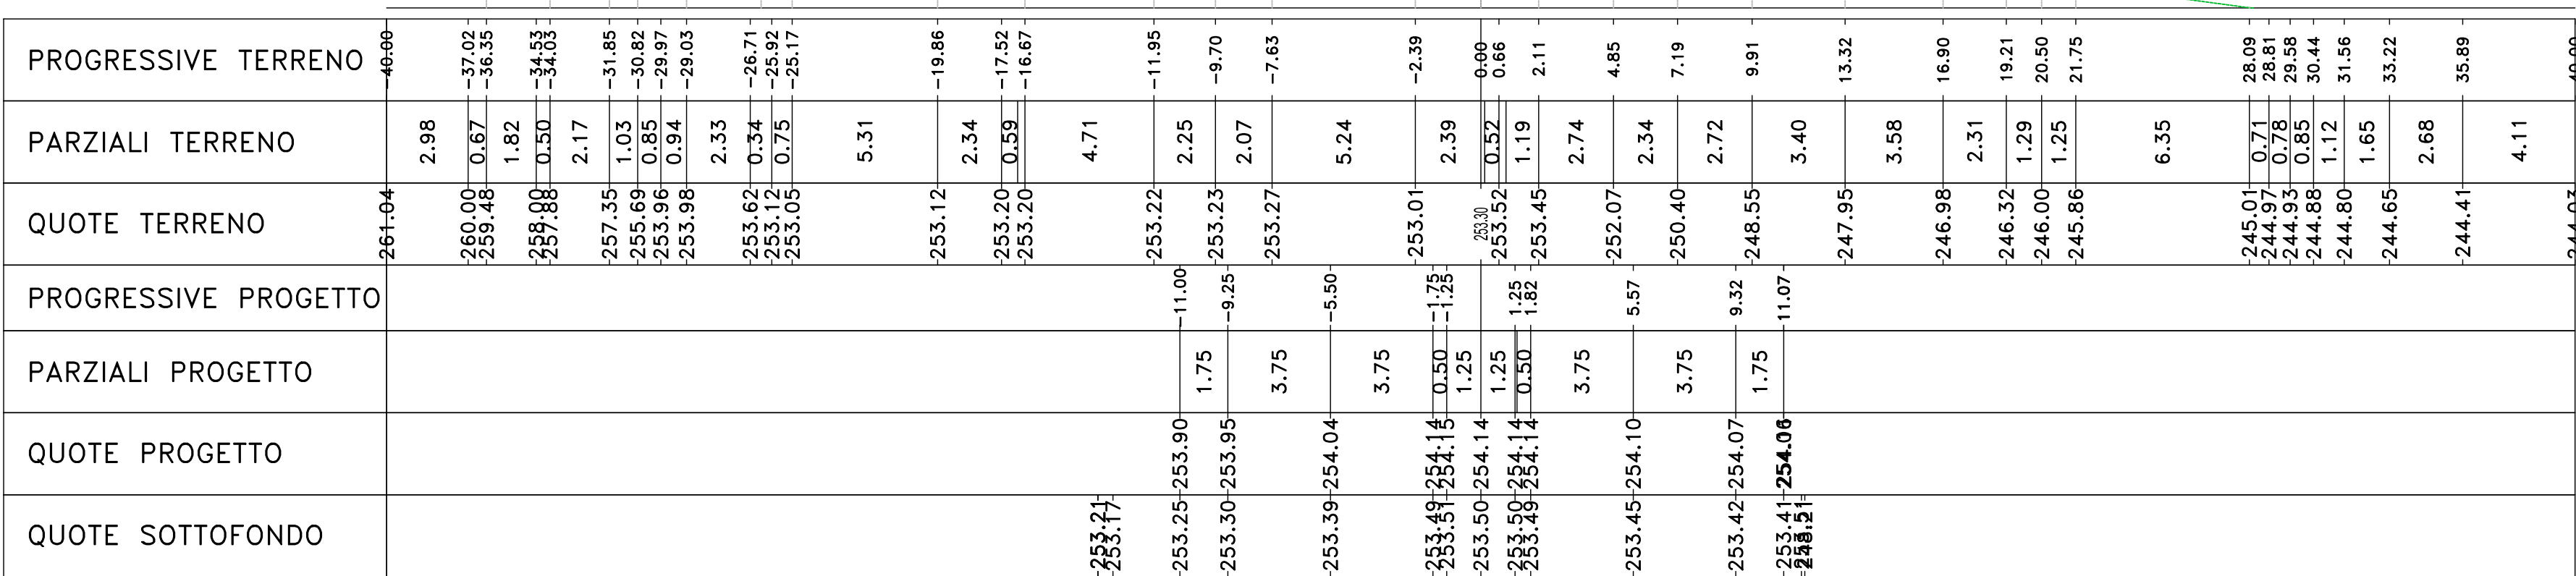 PROGRESSIVE TERRENO -40.00 -37.02 -36.35 -34.53 -34.03 -31.85 -30.82 -29.97 -29.03 -26.71 -25.92 -25.17 -19.86 -17.52 -16.67 -11.95 -9.70 -7.63 -2.39 0.00 0.66 2.11 4.85 7.19 9.91 13.32 16.90 19.21 20.50 21.75 28.09 28.81 29.58 30.44 31.56 33.22 35.89
PARZIALI TERRENO 2.98 0.67 1.82 0.50 2.17 1.03 0.85 0.94 2.33 0.34 0.75 5.31 2.34 0.59 4.71 2.25 2.07 5.24 2.39 0.52 1.19 2.74 2.34 2.72 3.40 3.58 2.31 1.29 1.25 6.35 0.71 0.78 0.85 1.12 1.65 2.68 4.11
QUOTE TERRENO 261.04 260.00 259.48 258.00 257.88 257.35 255.69 253.96 253.98 253.62 253.12 253.05 253.12 253.20 253.20 253.22 253.23 253.27 253.01 253.30 253.52 253.45 252.07 250.40 248.55 247.95 246.98 246.32 246.00 245.86 245.01 244.97 244.93 244.88 244.80 244.65 244.41
PROGRESSIVE PROGETTO -11.00 -9.25 -5.50 -1.75 -1.25 1.25 1.82 5.57 9.32 11.07
PARZIALI PROGETTO 1.75 3.75 3.75 0.50 1.25 1.25 0.50 3.75 3.75 1.75
QUOTE PROGETTO 253.90 253.95 254.04 254.14 254.15 254.14 254.14 254.14 254.10 254.07
QUOTE SOTTOFONDO 253.21 253.17 253.25 253.30 253.39 253.49 253.51 253.50 253.50 253.49 253.45 253.42 253.41